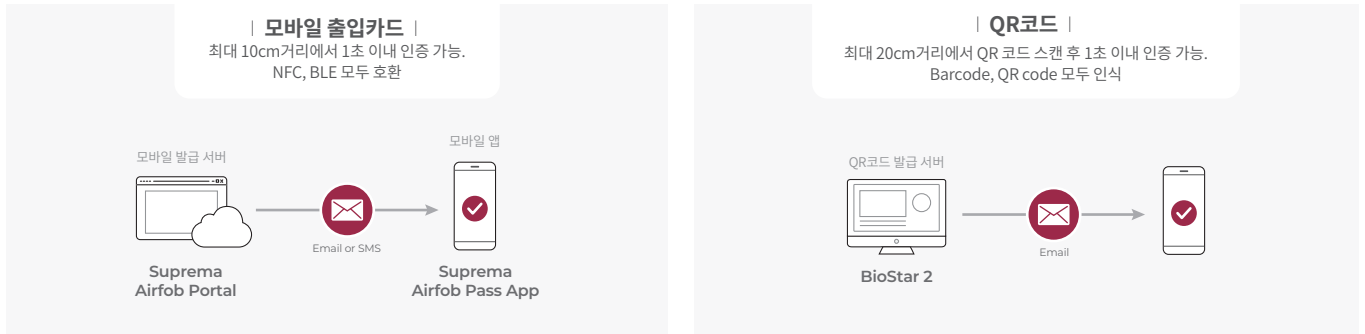 모바일 출입카드
최대 10cm거리에서 1초 이내 인증 가능.
NFC, BLE 모두 호환
모바일 발급 서버
모바일 앱
Email or SMS
Suprema
Airfob Portal
Suprema
Airfob Pass App
QR코드
최대 20cm거리에서 QR 코드 스캔 후 1초 이내 인증 가능.
Barcode, QR code 모두 인식
QR코드 발급 서버
Email
BioStar 2